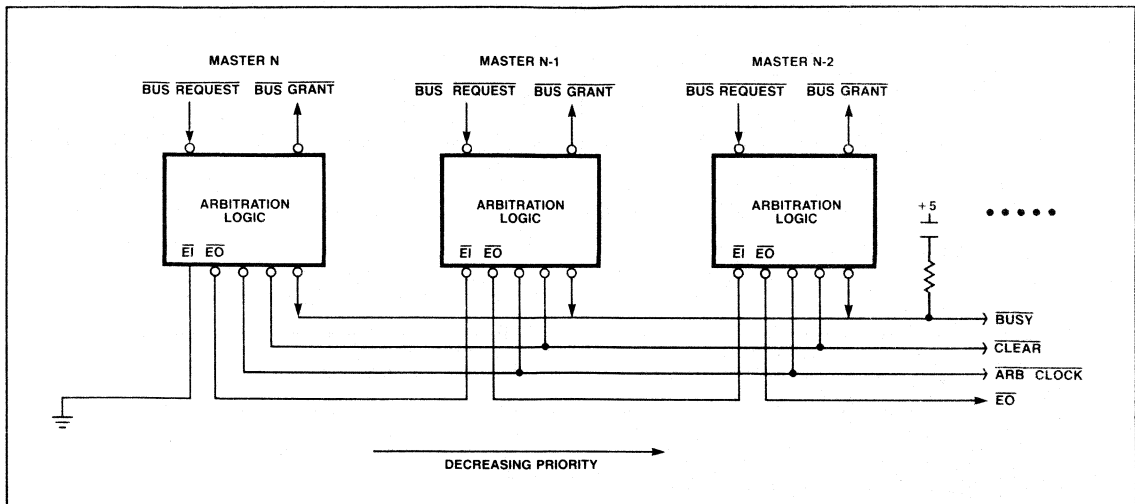 MASTER N
BUS REQUEST BUS GRANT
ARBITRATION
LOGIC
EI EO
MASTER N-1
BUS REQUEST BUS GRANT
ARBITRATION
LOGIC
EI EO
MASTER N-2
BUS REQUEST BUS GRANT
ARBITRATION
LOGIC
EI EO
+5
BUSY
CLEAR
ARB CLOCK
EO
DECREASING PRIORITY